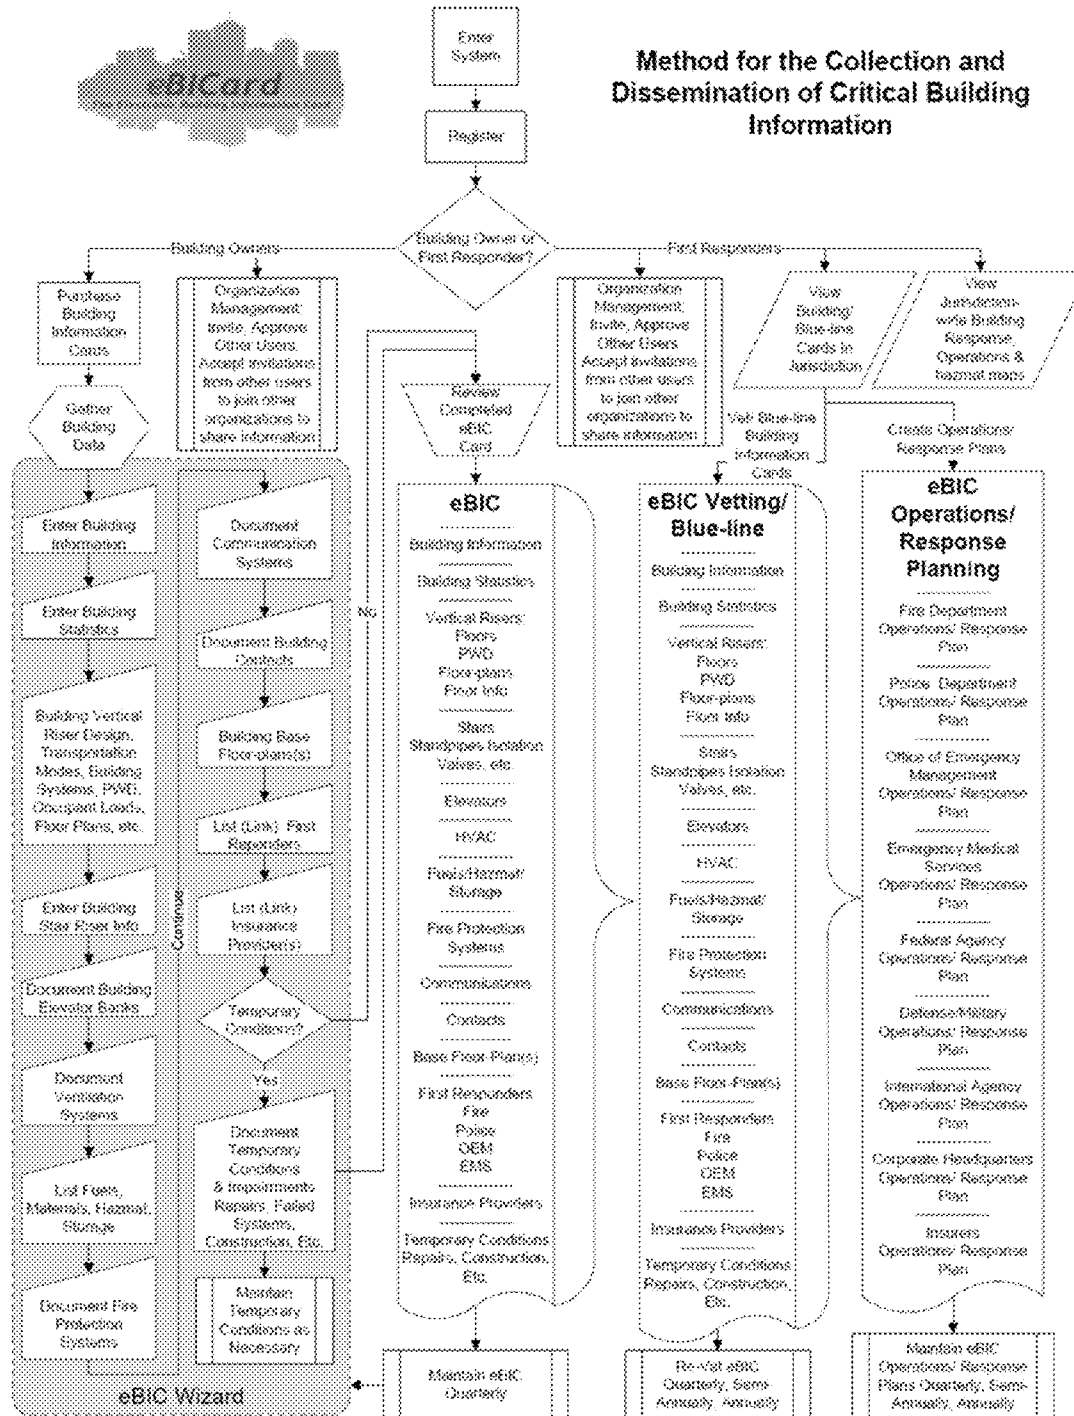 eBICard
Enter
System
Method for the Collection and
Dissemination of Critical Building
Information
Register
Building Owner or
First Responder?
Building Owners
First Responders
Purchase
Building
Information
Cards
Organization
Management:
Invite, Approve
Other Users.
Accept Invitations
from other users
to join other
organizations to
share information
Organization
Management:
Invite, Approve
Other Users
Accept Invitations
from other users
to join other
organizations to
share information
View
Building/
Blue-line
Cards in
Jurisdiction
View
Jurisdiction-
wide Building
Response,
Operations &
hazmat maps
Gather
Building
Data
Review
Completed
eBIC
Card
Vet/ Blue-line
Building
Information
Cards
Create Operations/
Response Plans
Enter Building
Information
Enter Building
Statistics
Building Vertical
Riser Design,
Transportation
Modes, Building
Systems, PWD,
Occupant Loads,
Floor Plans, etc.
Enter Building
Stair Riser Info
Document Building
Elevator Banks
Document
Ventilation
Systems
List Fuels,
Materials, Hazmat,
Storage
Document Fire
Protection
Systems
Continue
Document
Communication
Systems
Document Building
Contacts
Building Base
Floor-plans(s)
List (Link) First
Reponders
List (Link)
Insurance
Provider(s)
Temporary
Conditions?
No
Yes
Document
Temporary
Conditions
& Impairments
Repairs, Failed
Systems,
Construction, Etc.
Maintain
Temporary
Conditions as
Necessary
eBIC Wizard
eBIC
Building Information
Building Statistics
Vertical Risers:
Floors
PWD
Floor-plans
Floor Info
Stairs
Standpipes Isolation
Valves, etc.
Elevators
HVAC
Fuels/Hazmat/
Storage
Fire Protection
Systems
Communications
Contacts
Base Floor-Plan(s)
First Responders
Fire
Police
OEM
EMS
Insurance Providers
Temporary Conditions
Repairs, Construction,
Etc.
Maintain eBIC
Quarterly
eBIC Vetting/
Blue-line
Building Information
Building Statistics
Vertical Risers:
Floors
PWD
Floor-plans
Floor Info
Stairs
Standpipes Isolation
Valves, etc.
Elevators
HVAC
Fuels/Hazmat/
Storage
Fire Protection
Systems
Communications
Contacts
Base Floor-Plan(s)
First Responders
Fire
Police
OEM
EMS
Insurance Providers
Temporary Conditions
Repairs, Construction,
Etc.
Re-Vet eBIC
Quarterly, Semi-
Annually, Annually
eBIC
Operations/
Response
Planning
Fire Department
Operations/ Response
Plan
Police Department
Operations/ Response
Plan
Office of Emergency
Management
Operations/ Response
Plan
Emergency Medical
Services
Operations/ Response
Plan
Federal Agency
Operations/ Response
Plan
Defense/Military
Operations/ Response
Plan
International Agency
Operations/ Response
Plan
Corporate Headquarters
Operations/ Response
Plan
Insurers
Operations/ Response
Plan
Maintain eBIC
Operations/ Response
Plans Quarterly, Semi-
Annually, Annually